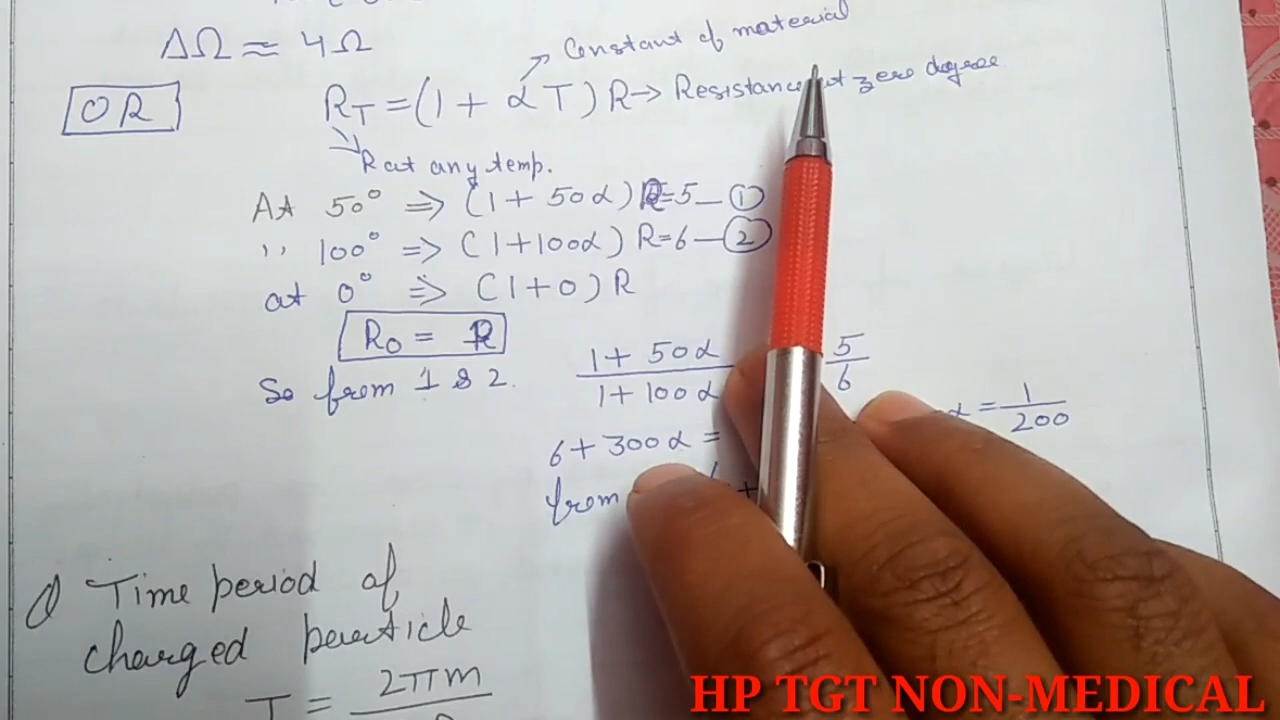 ΔΩ ≈ 4Ω
Constant of material
OR
R_T = (1 + αT) R → Resistance at zero degree
R at any temp.
At 50° ⇒ (1 + 50α) R = 5 — ①
,, 100° ⇒ (1+100α) R = 6 — ②
at 0° ⇒ (1+0) R
R₀ = R
So from 1 & 2.
1 + 50α / 1 + 100α
5/6
6 + 300α =
α = 1/200
from
+
Time period of
charged particle
T = 2πm
HP TGT NON-MEDICAL